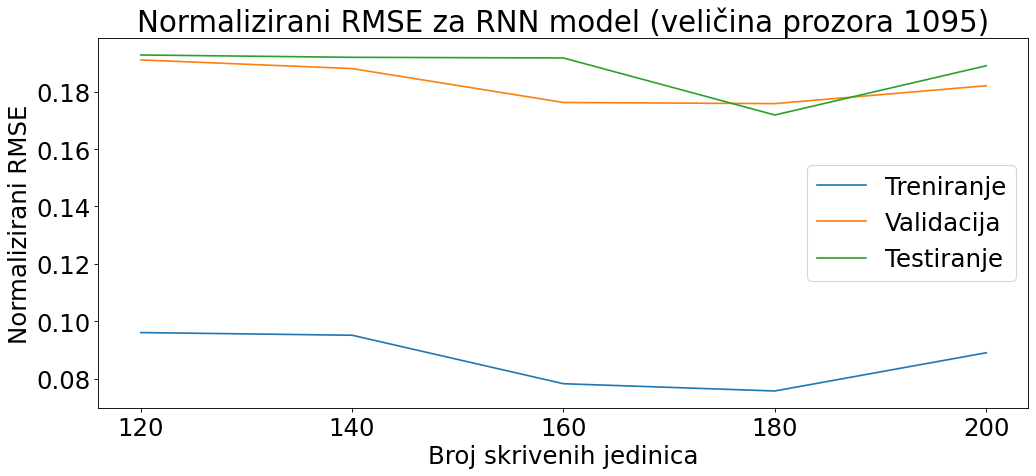 Normalizirani RMSE za RNN model (veličina prozora 1095)
Normalizirani RMSE
0.18
0.16
0.14
0.12
0.10
0.08
Treniranje
Validacija
Testiranje
120 140 160 180 200
Broj skrivenih jedinica